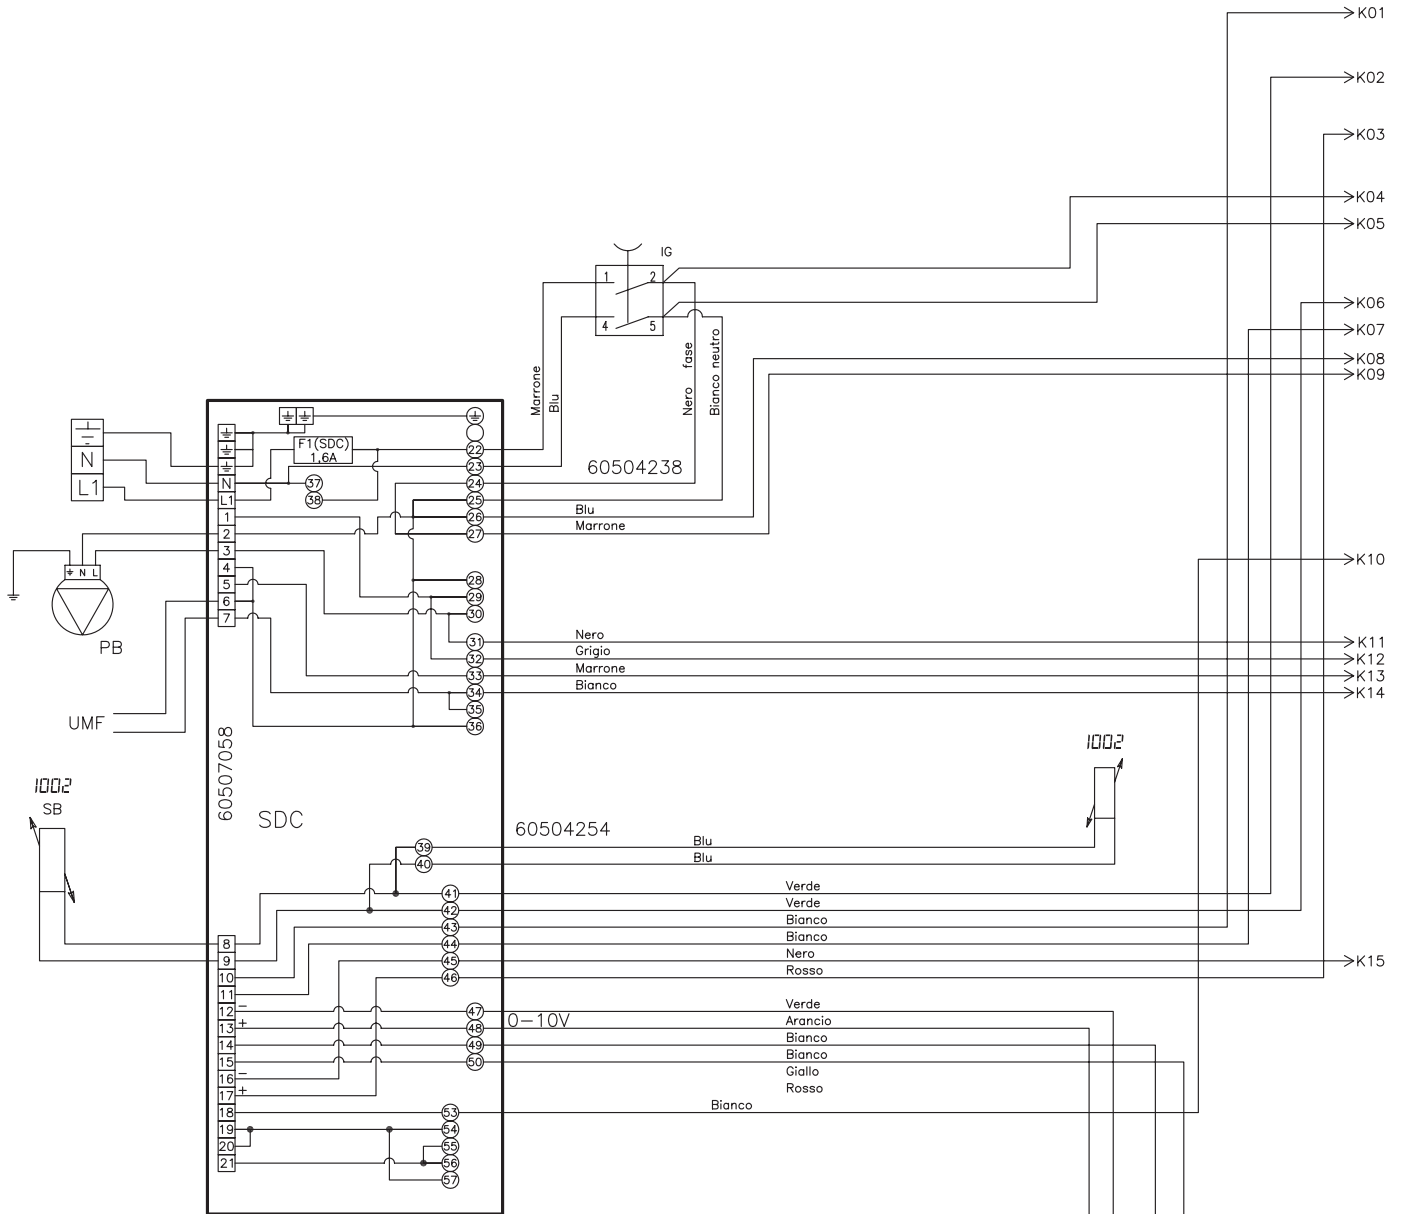 K01
K02
K03
K04
K05
IG
1 2
4 5
K06
K07
K08
K09
Marrone
Blu
Nero fase
Bianco neutro
N
L1
F1(SDC)
1,6A
N
L1
1
2
3
4
5
6
7
37
38
22
23
24
25
26
27
28
29
30
31
32
33
34
35
36
60504238
Blu
Marrone
K10
N L
PB
Nero
K11
Grigio
K12
Marrone
K13
Bianco
K14
UMF
60507058
SDC
1002
SB
1002
60504254
39
Blu
40
Blu
41
Verde
42
Verde
43
Bianco
44
Bianco
45
Nero
K15
46
Rosso
8
9
10
11
12 −
13 +
14
15
16 −
17 +
18
19
20
21
47
0−10V
Verde
48
Arancio
49
Bianco
50
Bianco
Giallo
Rosso
53
Bianco
54
55
56
57